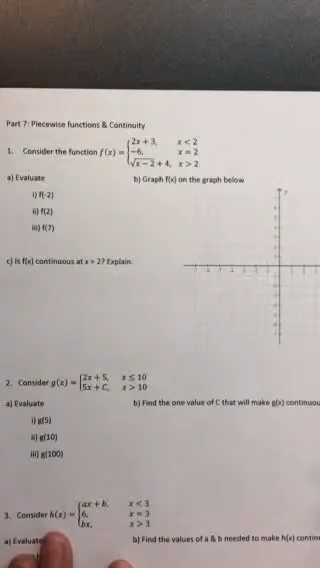 Part 7: Piecewise functions & Continuity
1. Consider the function f(x) = { 2x + 3, x < 2
-6, x = 2
√x − 2 + 4, x > 2
a) Evaluate b) Graph f(x) on the graph below
i) f(-2)
ii) f(2)
iii) f(7)
c) Is f(x) continuous at x = 2? Explain.
2. Consider g(x) = { 2x + 5, x ≤ 10
5x + C, x > 10
a) Evaluate b) Find the one value of C that will make g(x) continuou
i) g(5)
ii) g(10)
iii) g(100)
3. Consider h(x) = { ax + b, x < 3
6, x = 3
bx, x > 3
a) Evaluate b) Find the values of a & b needed to make h(x) contin